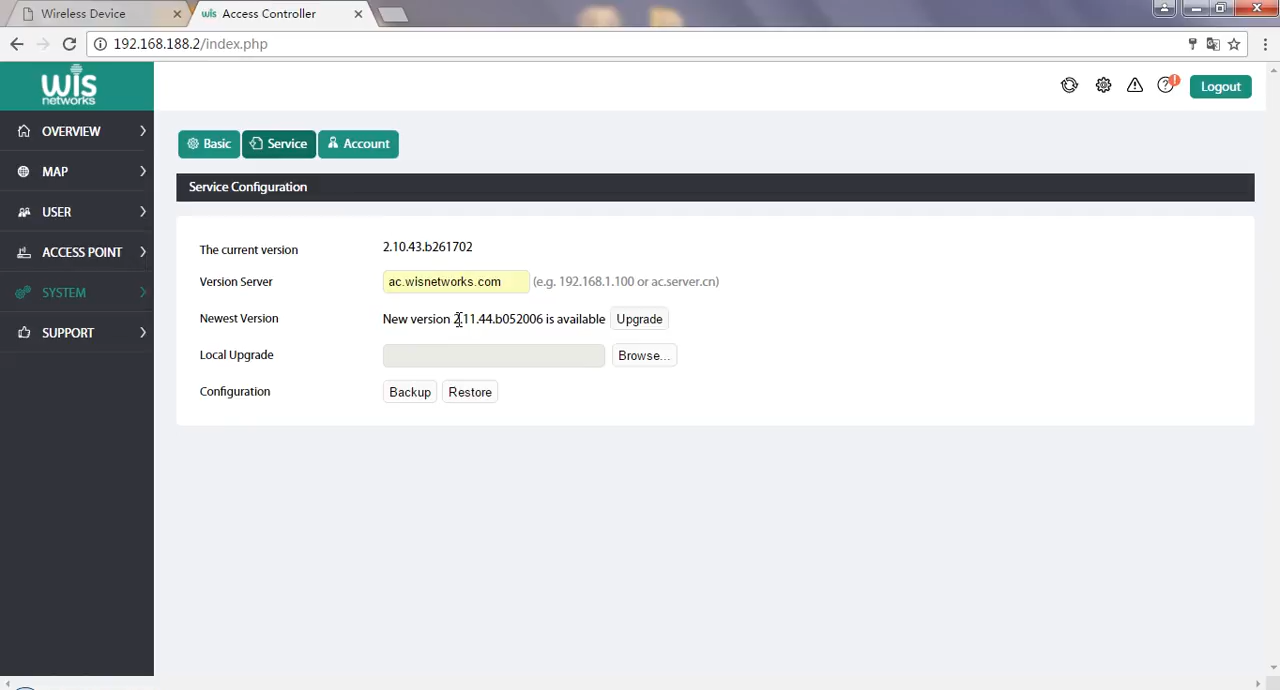 Wireless Device
wis Access Controller
192.168.188.2/index.php
wis
networks
Logout
OVERVIEW
MAP
USER
ACCESS POINT
SYSTEM
SUPPORT
Basic Service Account
Service Configuration
The current version 2.10.43.b261702
Version Server ac.wisnetworks.com (e.g. 192.168.1.100 or ac.server.cn)
Newest Version New version 2.11.44.b052006 is available Upgrade
Local Upgrade Browse...
Configuration Backup Restore